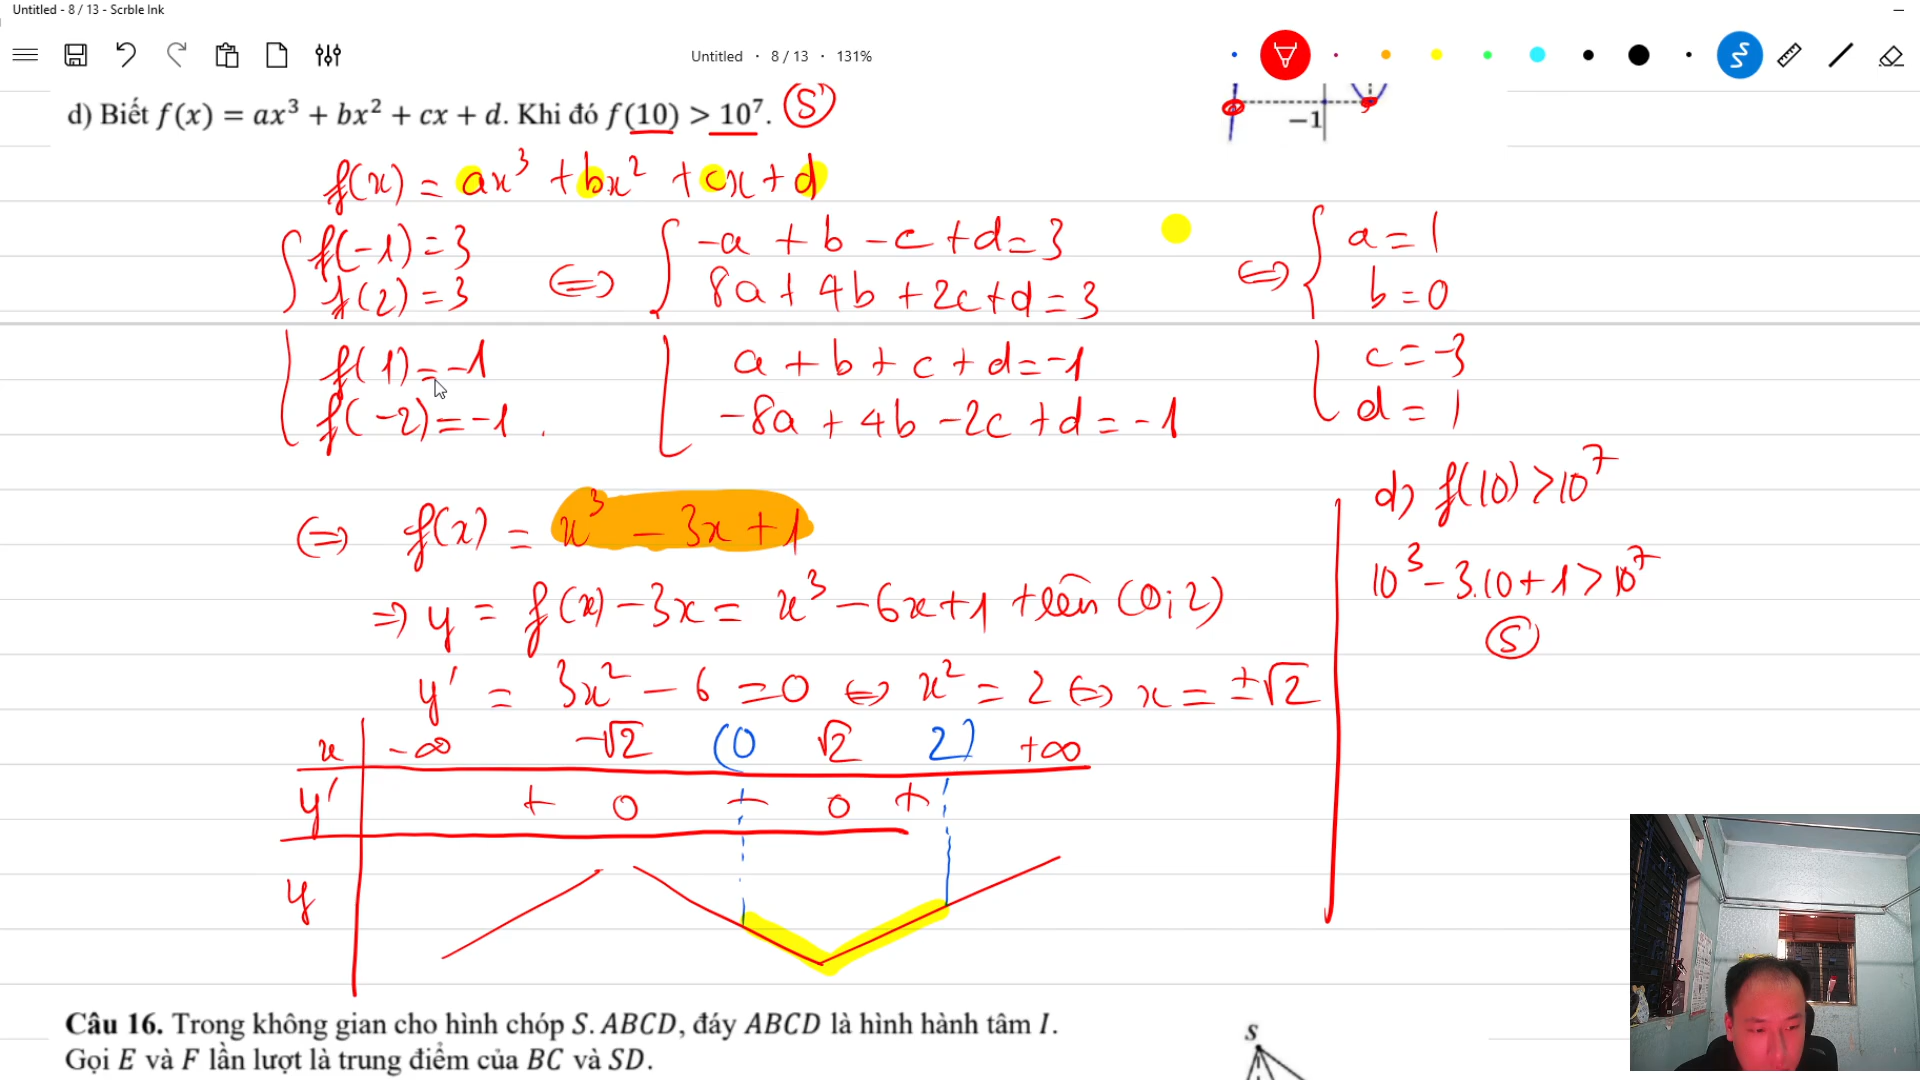 Untitled - 8 / 13 - Scrble Ink
Untitled · 8 / 13 · 131%
d) Biết f(x) = ax³ + bx² + cx + d. Khi đó f(10) > 10⁷. Ⓢ
−1
f(x) = ax³ + bx² + cx + d
f(-1) = 3 ⇔ -a + b - c + d = 3 ⇔ a = 1
f(2) = 3 8a + 4b + 2c + d = 3 b = 0
f(1) = -1 a + b + c + d = -1 c = -3
f(-2) = -1 . -8a + 4b - 2c + d = -1 d = 1
⇔ f(x) = x³ - 3x + 1
⇒ y = f(x) - 3x = x³ - 6x + 1 trên (0; 2)
y' = 3x² - 6 = 0 ⇔ x² = 2 ⇔ x = ±√2
x -∞ -√2 (0 √2 2) +∞
y' + 0 - 0 +
y
d) f(10) > 10⁷
10³ - 3.10 + 1 > 10⁷
Ⓢ
Câu 16. Trong không gian cho hình chóp S.ABCD, đáy ABCD là hình hành tâm I.
Gọi E và F lần lượt là trung điểm của BC và SD.
S